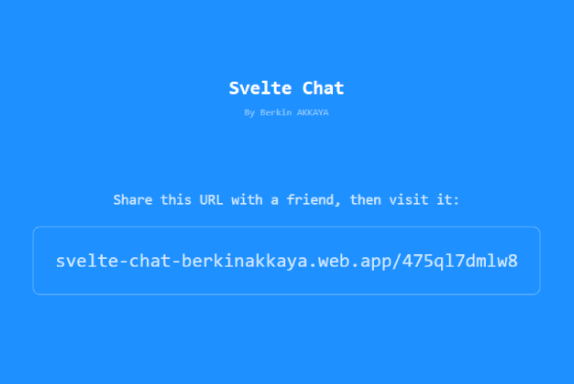 Svelte Chat
By Berkin AKKAYA
Share this URL with a friend, then visit it:
svelte-chat-berkinakkaya.web.app/475ql7dmlw8